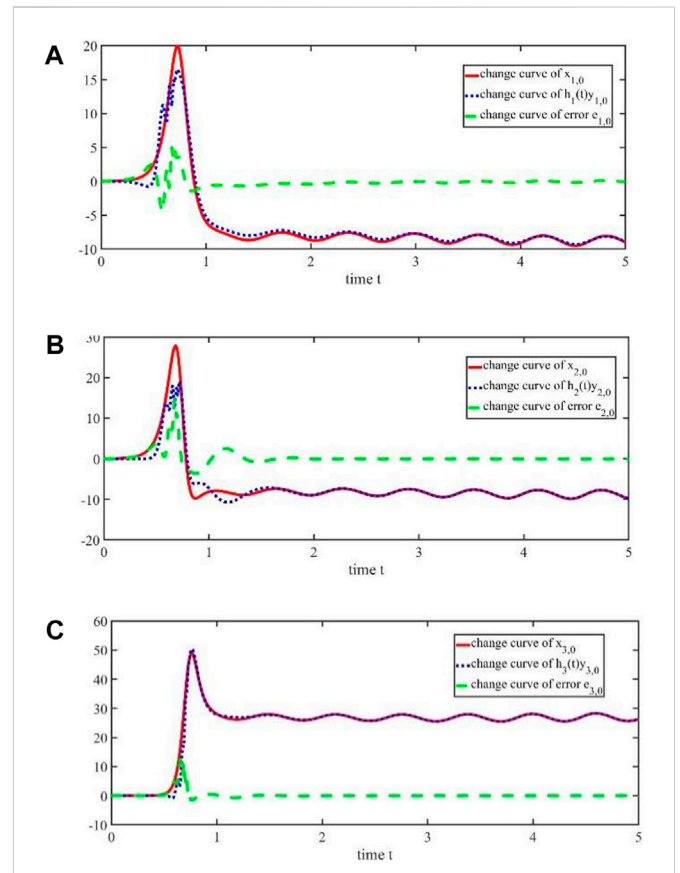 A
20
15
10
5
0
-5
-10
0 1 2 3 4 5
time t
change curve of x1,0
change curve of h1(t)y1,0
change curve of error e1,0
B
30
20
10
0
-10
-20
0 1 2 3 4 5
time t
change curve of x2,0
change curve of h2(t)y2,0
change curve of error e2,0
C
60
50
40
30
20
10
0
-10
0 1 2 3 4 5
time t
change curve of x3,0
change curve of h3(t)y3,0
change curve of error e3,0